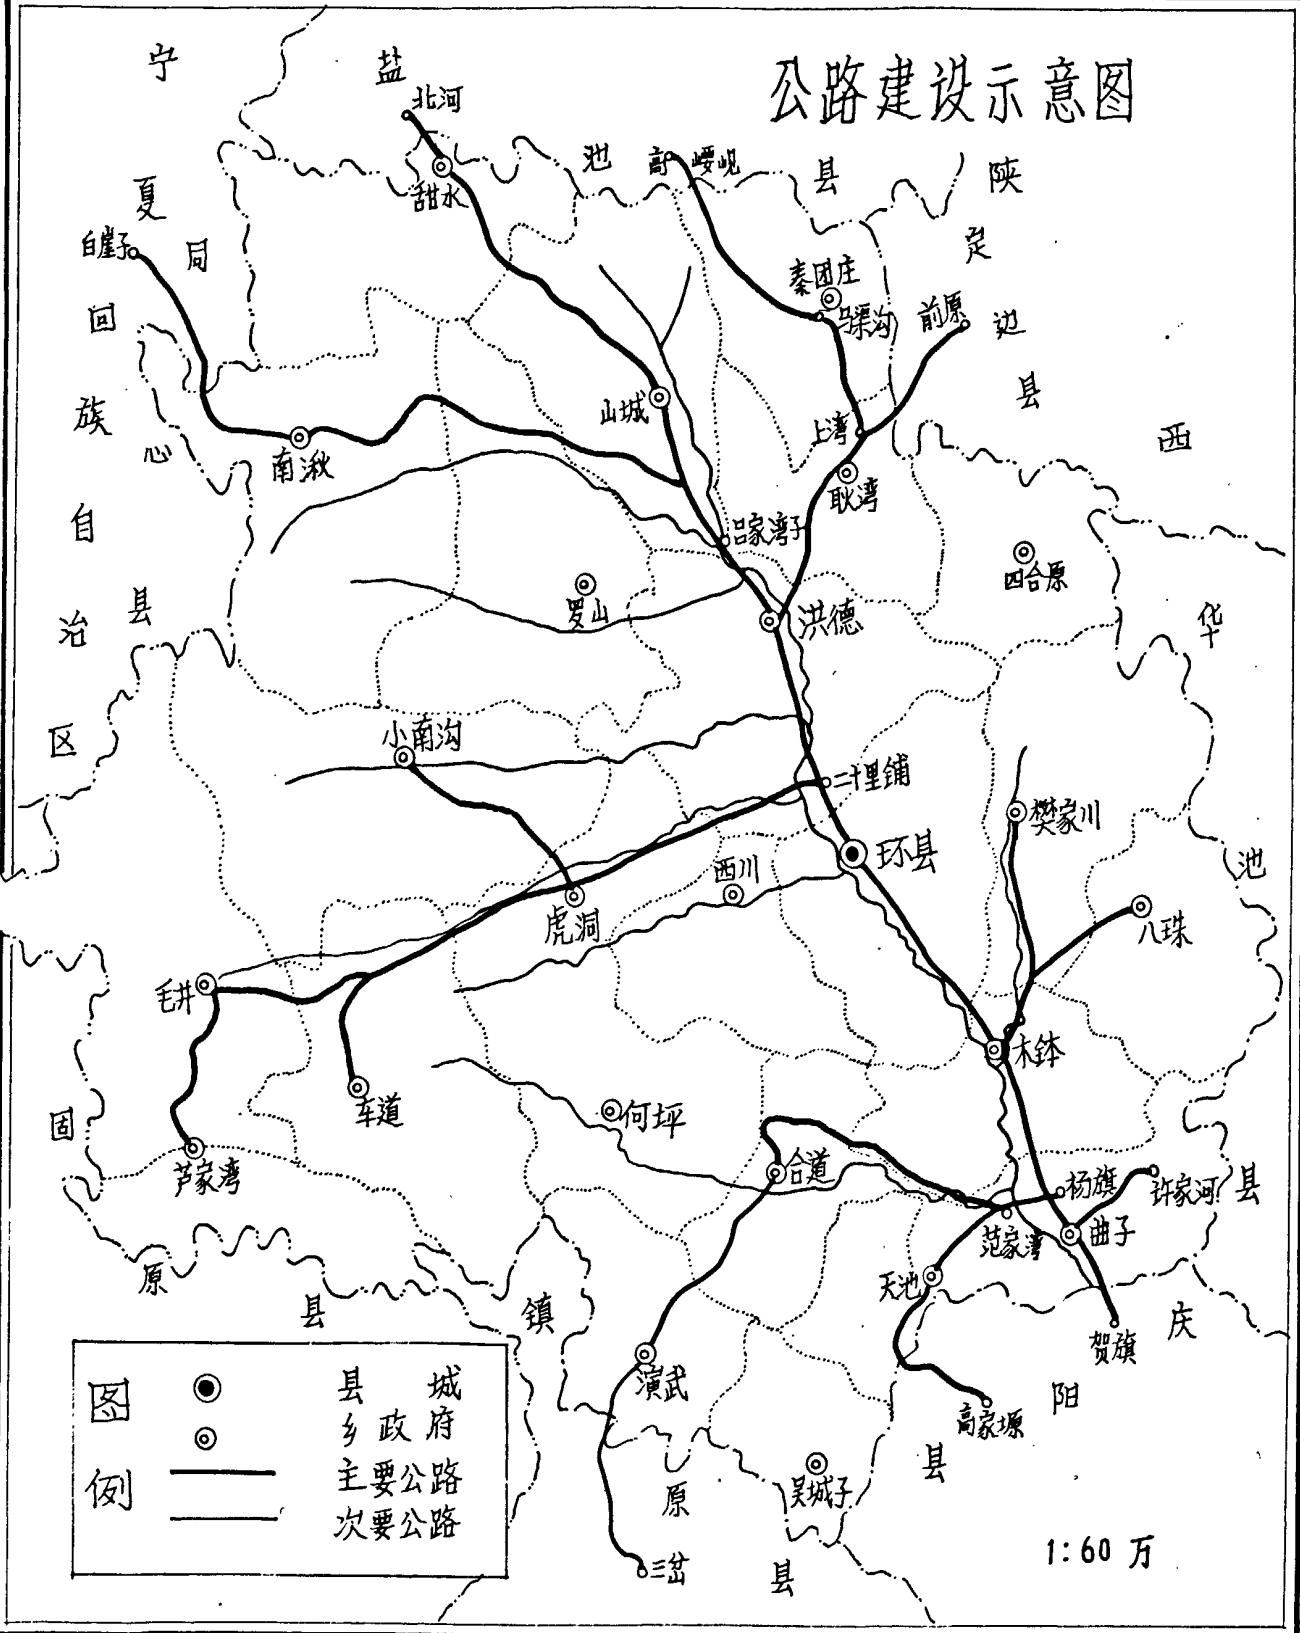 公路建设示意图
宁
夏
回
族
自
治
区
同
心
县
盐
池
县
陕
西
定
边
县
华
池
县
固
原
县
镇
原
县
庆
阳
县
北河
甜水
高崾岘
白崖子
秦团庄
马渠沟
前原
山城
上湾
南湫
耿湾
吕家湾子
四合原
罗山
洪德
小南沟
二十里铺
樊家川
环县
西川
虎洞
八珠
毛井
木钵
车道
何坪
芦家湾
合道
杨旗
许家河
范家湾
曲子
天池
贺旗
演武
高家塬
吴城子
三岔
图例
县城
乡政府
主要公路
次要公路
1:60万